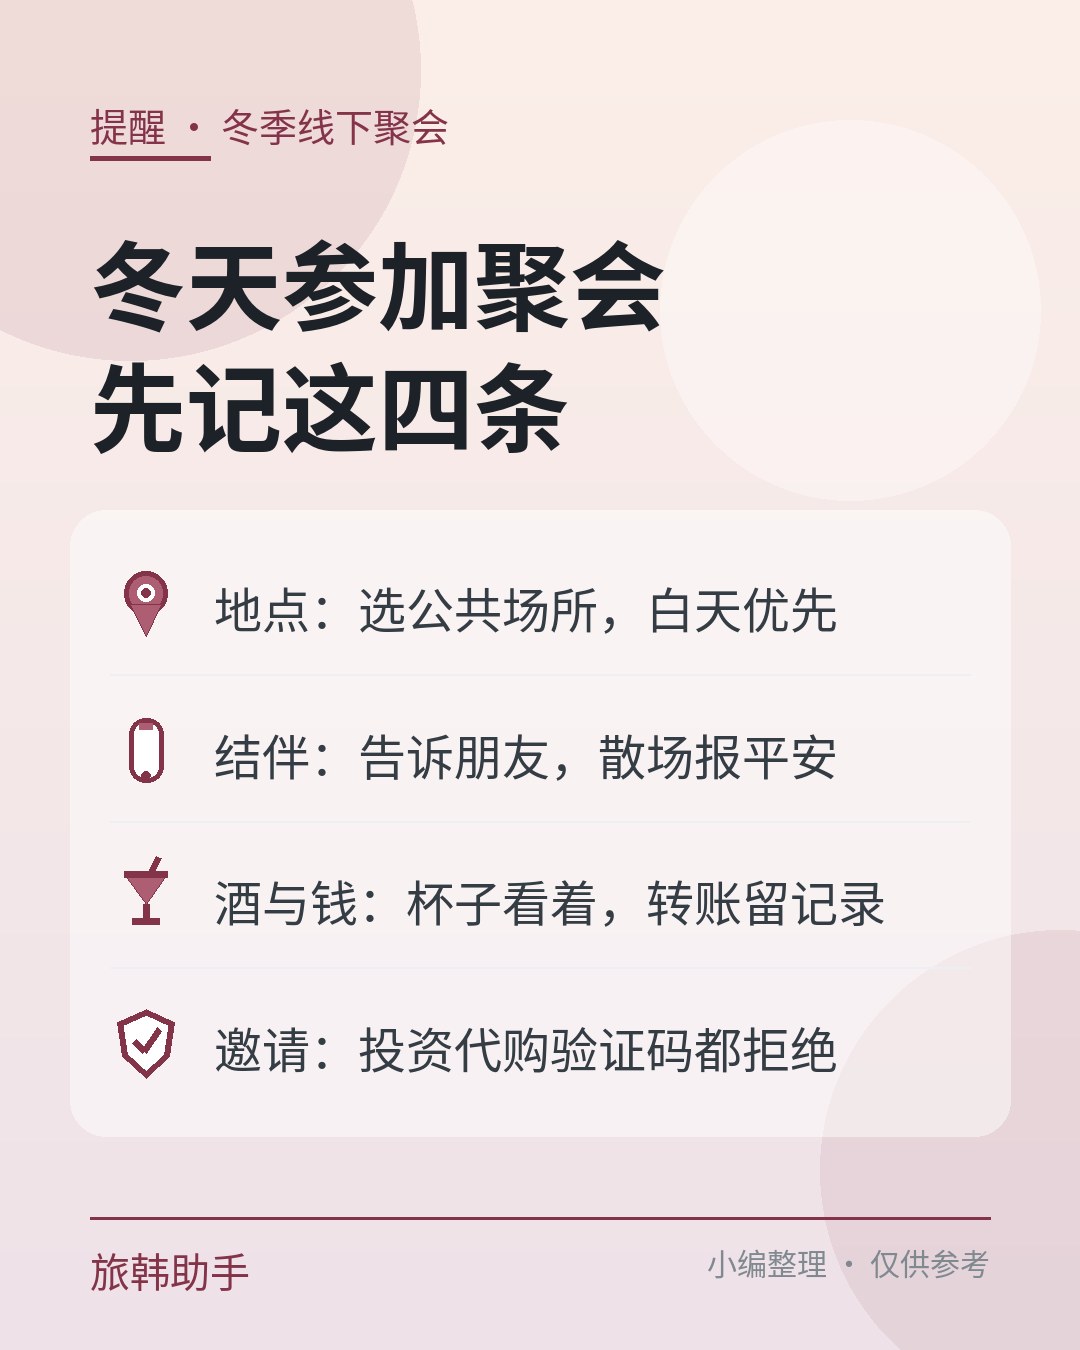 提醒 · 冬季线下聚会
冬天参加聚会
先记这四条
地点：选公共场所，白天优先
结伴：告诉朋友，散场报平安
酒与钱：杯子看着，转账留记录
邀请：投资代购验证码都拒绝
旅韩助手
小编整理 · 仅供参考